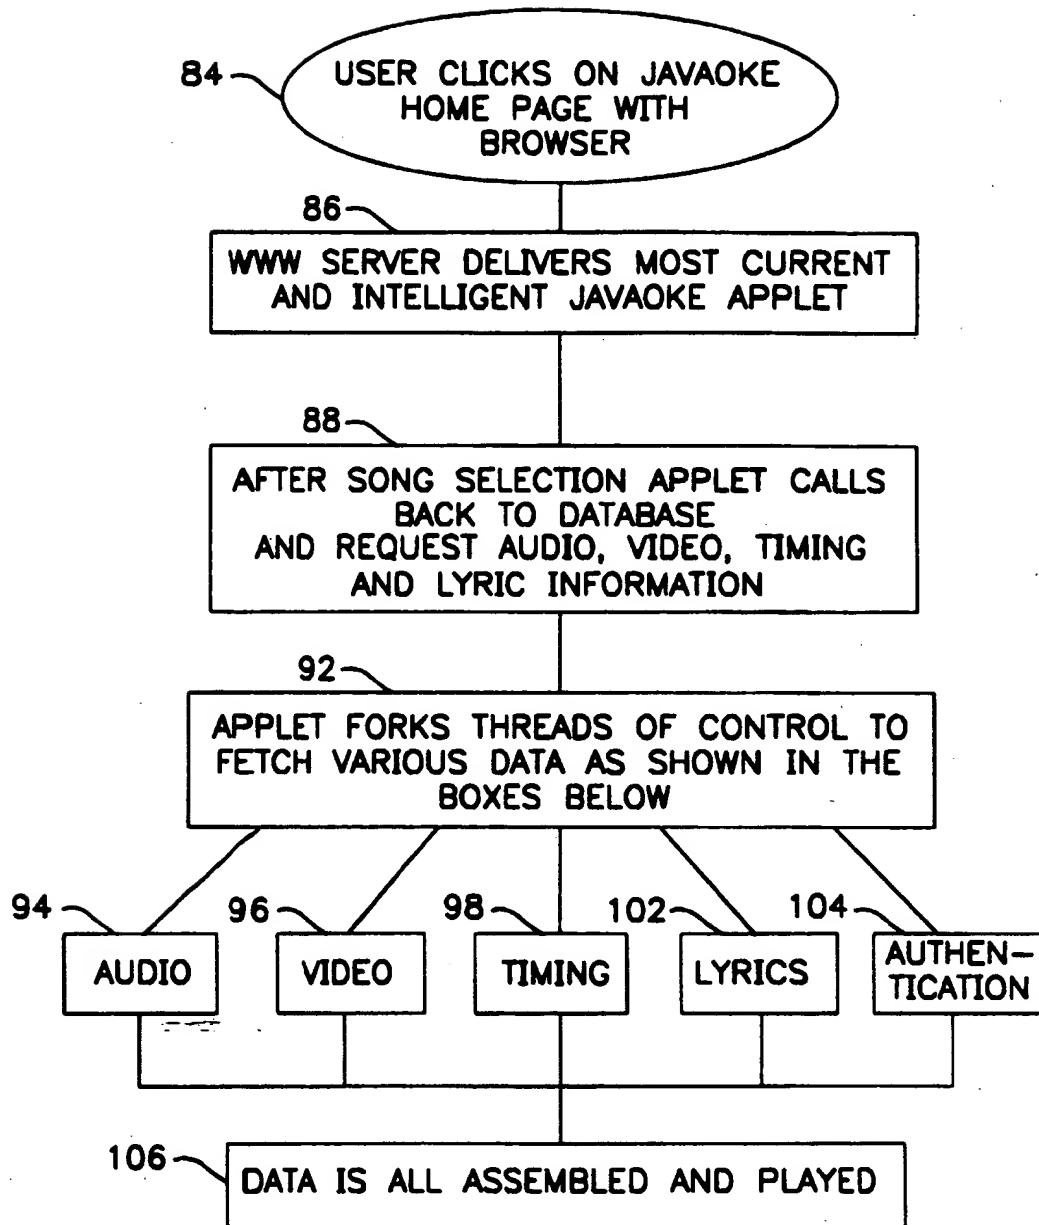 84
USER CLICKS ON JAVAOKE
HOME PAGE WITH
BROWSER
86
WWW SERVER DELIVERS MOST CURRENT
AND INTELLIGENT JAVAOKE APPLET
88
AFTER SONG SELECTION APPLET CALLS
BACK TO DATABASE
AND REQUEST AUDIO, VIDEO, TIMING
AND LYRIC INFORMATION
92
APPLET FORKS THREADS OF CONTROL TO
FETCH VARIOUS DATA AS SHOWN IN THE
BOXES BELOW
94
AUDIO
96
VIDEO
98
TIMING
102
LYRICS
104
AUTHEN-
TICATION
106
DATA IS ALL ASSEMBLED AND PLAYED